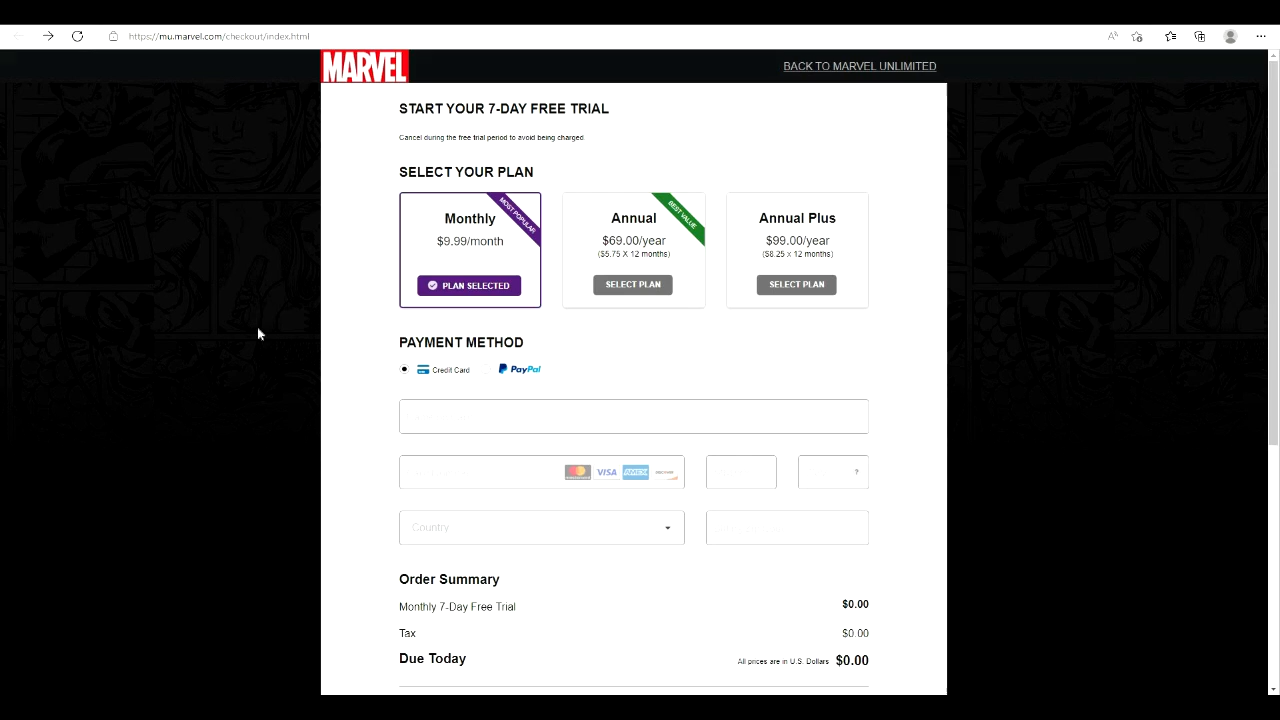 https://mu.marvel.com/checkout/index.html
MARVEL
BACK TO MARVEL UNLIMITED
START YOUR 7-DAY FREE TRIAL
Cancel during the free trial period to avoid being charged
SELECT YOUR PLAN
MOST POPULAR
Monthly
$9.99/month
PLAN SELECTED
BEST VALUE
Annual
$69.00/year
($5.75 X 12 months)
SELECT PLAN
Annual Plus
$99.00/year
($8.25 X 12 months)
SELECT PLAN
PAYMENT METHOD
Credit Card
PayPal
VISA
AMEX
DISCOVER
?
Country
Order Summary
Monthly 7-Day Free Trial $0.00
Tax $0.00
Due Today All prices are in U.S. Dollars $0.00